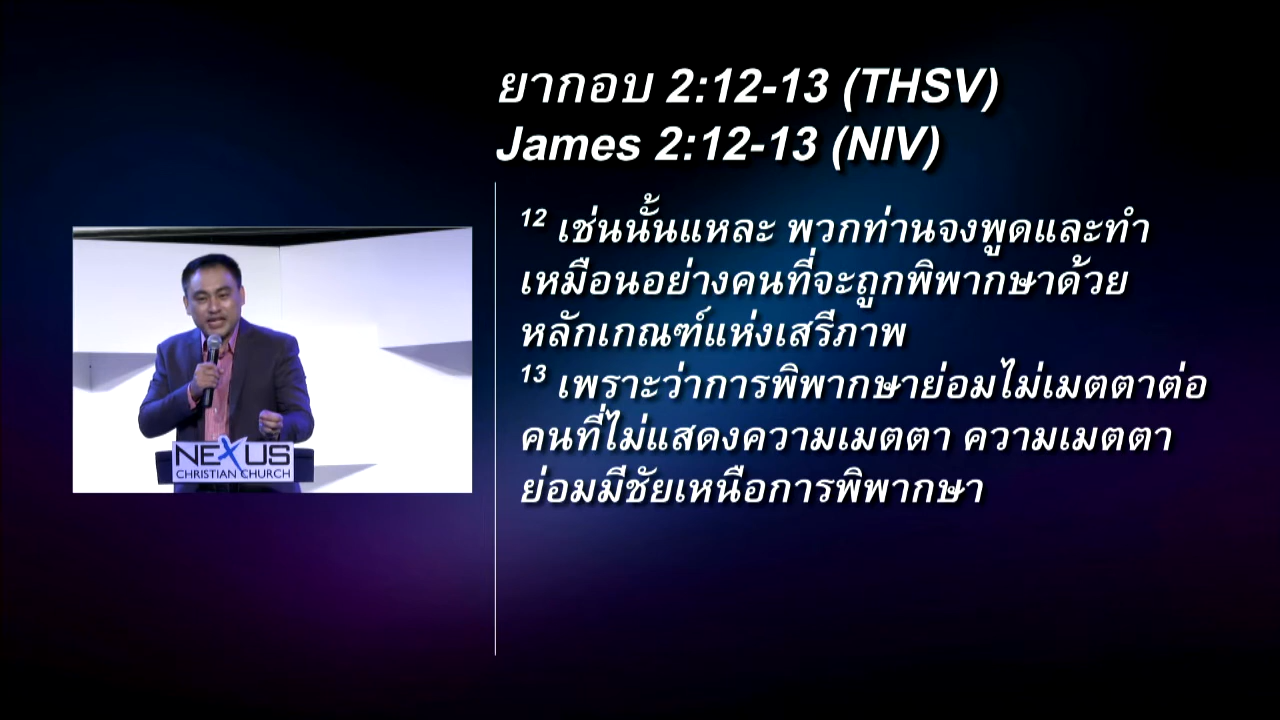 ยากอบ 2:12-13 (THSV)
James 2:12-13 (NIV)
12 เช่นนั้นแหละ พวกท่านจงพูดและทำ
เหมือนอย่างคนที่จะถูกพิพากษาด้วย
หลักเกณฑ์แห่งเสรีภาพ
13 เพราะว่าการพิพากษาย่อมไม่เมตตาต่อ
คนที่ไม่แสดงความเมตตา ความเมตตา
ย่อมมีชัยเหนือการพิพากษา
NEXUS
CHRISTIAN CHURCH